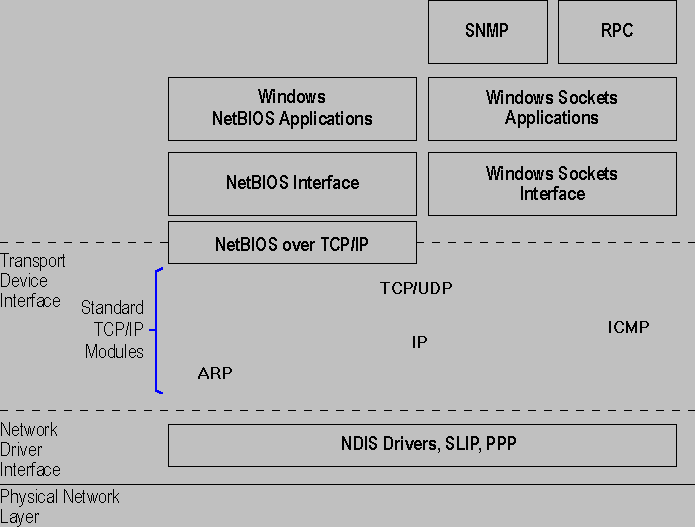 SNMP
RPC
Windows
NetBIOS Applications
Windows Sockets
Applications
NetBIOS Interface
Windows Sockets
Interface
NetBIOS over TCP/IP
Transport
Device
Interface
Standard
TCP/IP
Modules
TCP/UDP
ICMP
IP
ARP
Network
Driver
Interface
NDIS Drivers, SLIP, PPP
Physical Network
Layer